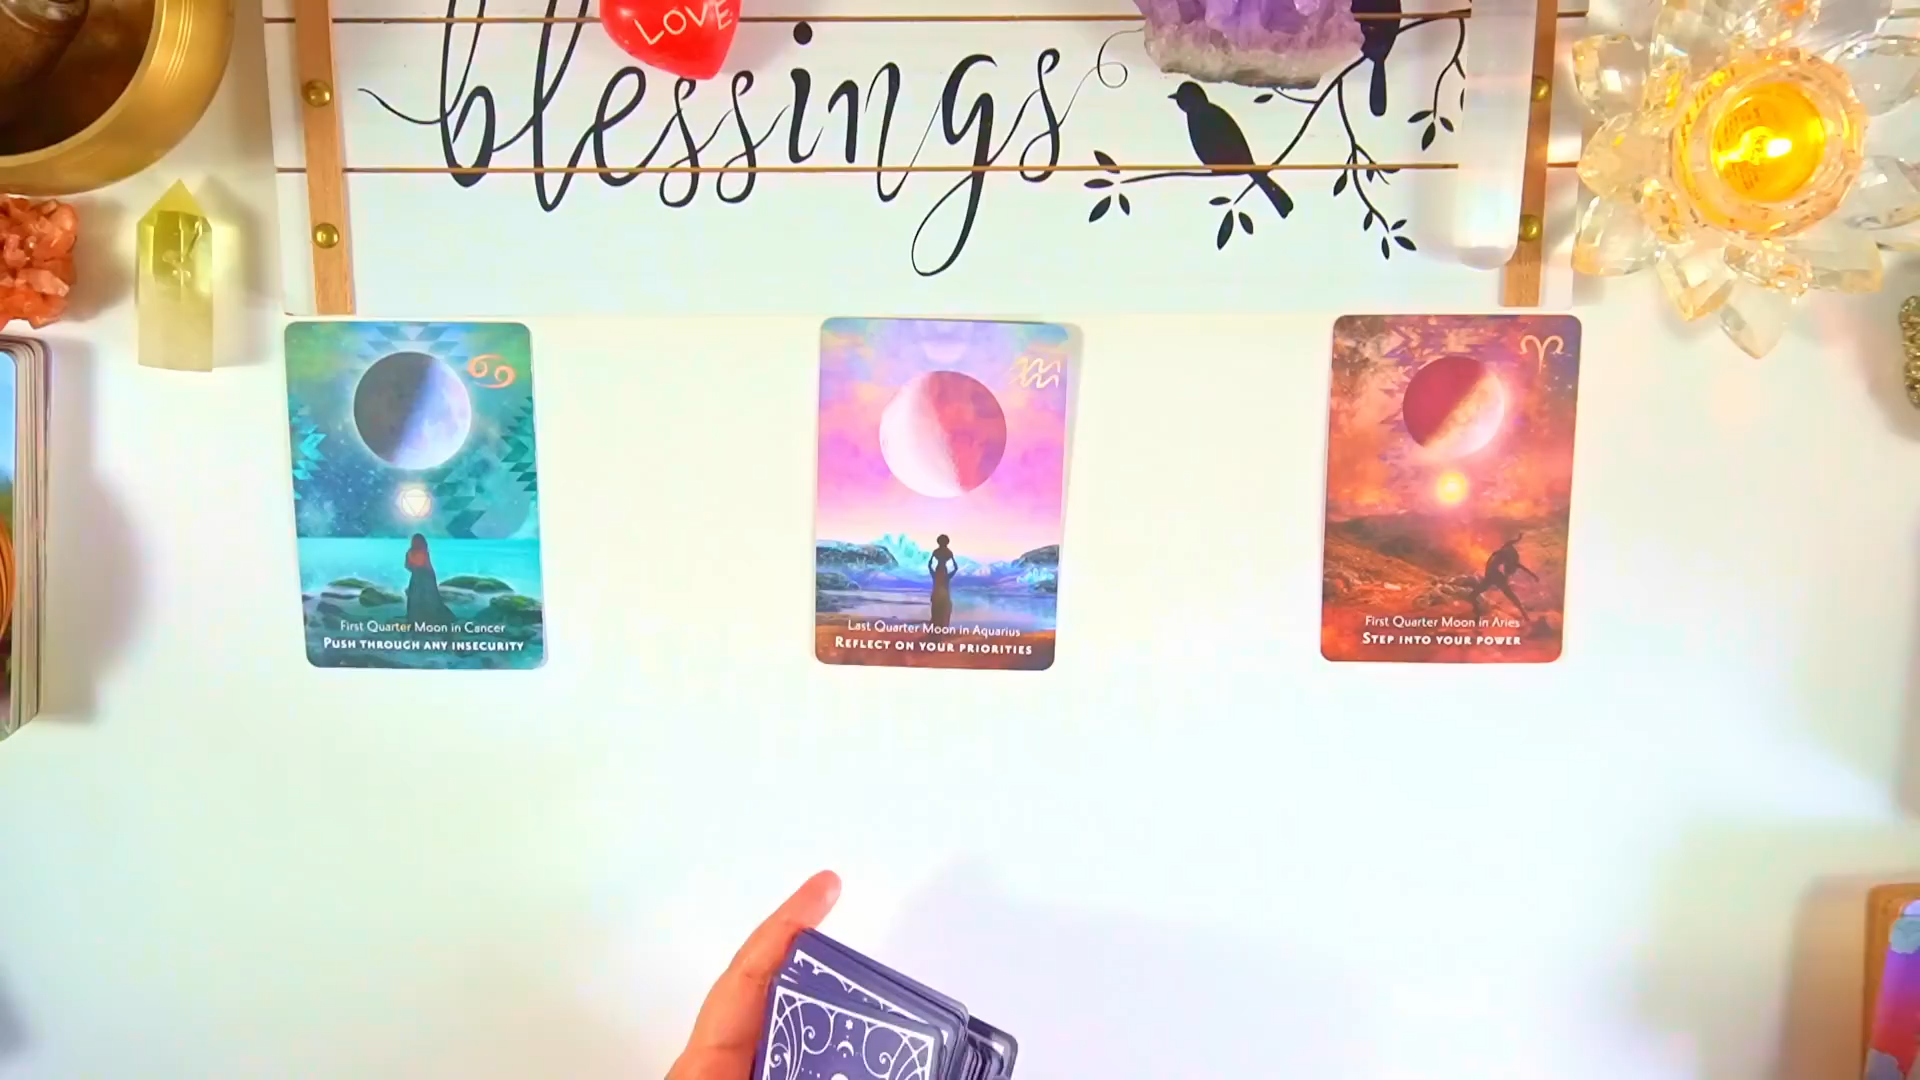 LOVE
blessings
First Quarter Moon in Cancer
PUSH THROUGH ANY INSECURITY
Last Quarter Moon in Aquarius
REFLECT ON YOUR PRIORITIES
First Quarter Moon in Aries
STEP INTO YOUR POWER